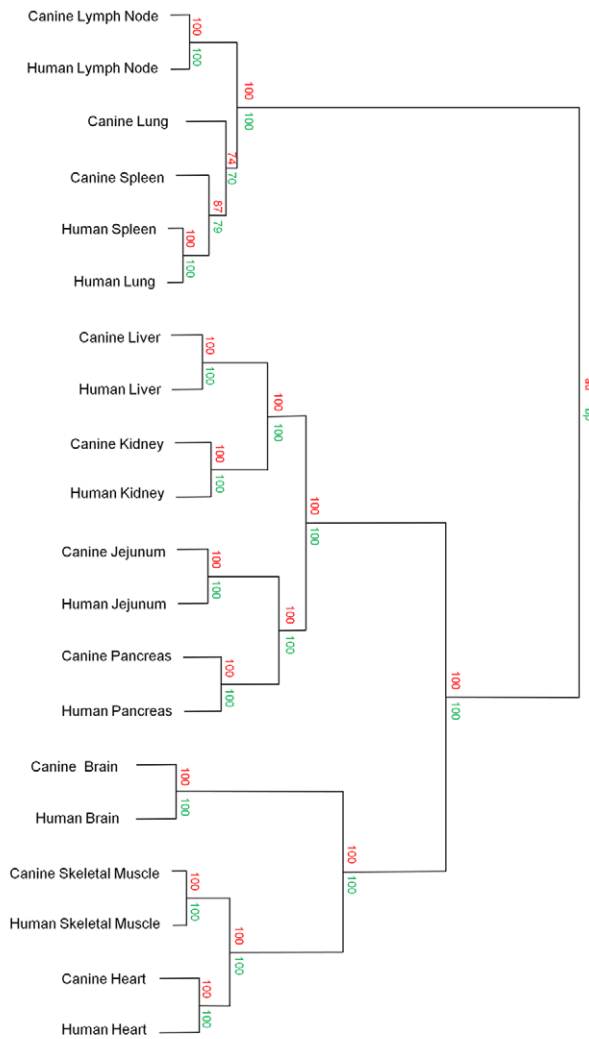 Canine Lymph Node
100
100
Human Lymph Node
100
100
Canine Lung
74
70
Canine Spleen
87
79
Human Spleen
100
100
Human Lung
Canine Liver
100
100
Human Liver
100
100
Canine Kidney
100
100
Human Kidney
100
100
au
bp
Canine Jejunum
100
100
Human Jejunum
100
100
Canine Pancreas
100
100
Human Pancreas
100
100
Canine  Brain
100
100
Human Brain
100
100
Canine Skeletal Muscle
100
100
Human Skeletal Muscle
100
100
Canine Heart
100
100
Human Heart